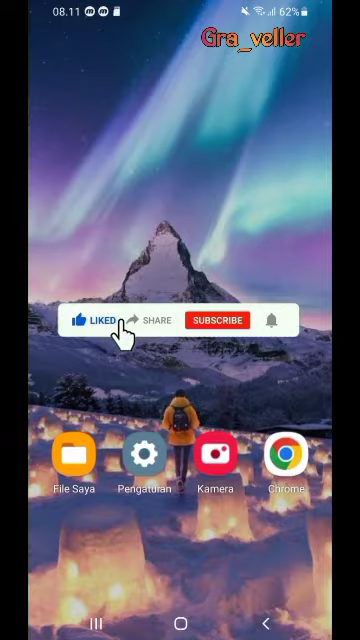 08.11
62%
Gra_veller
LIKED
SHARE
SUBSCRIBE
File Saya
Pengaturan
Kamera
Chrome